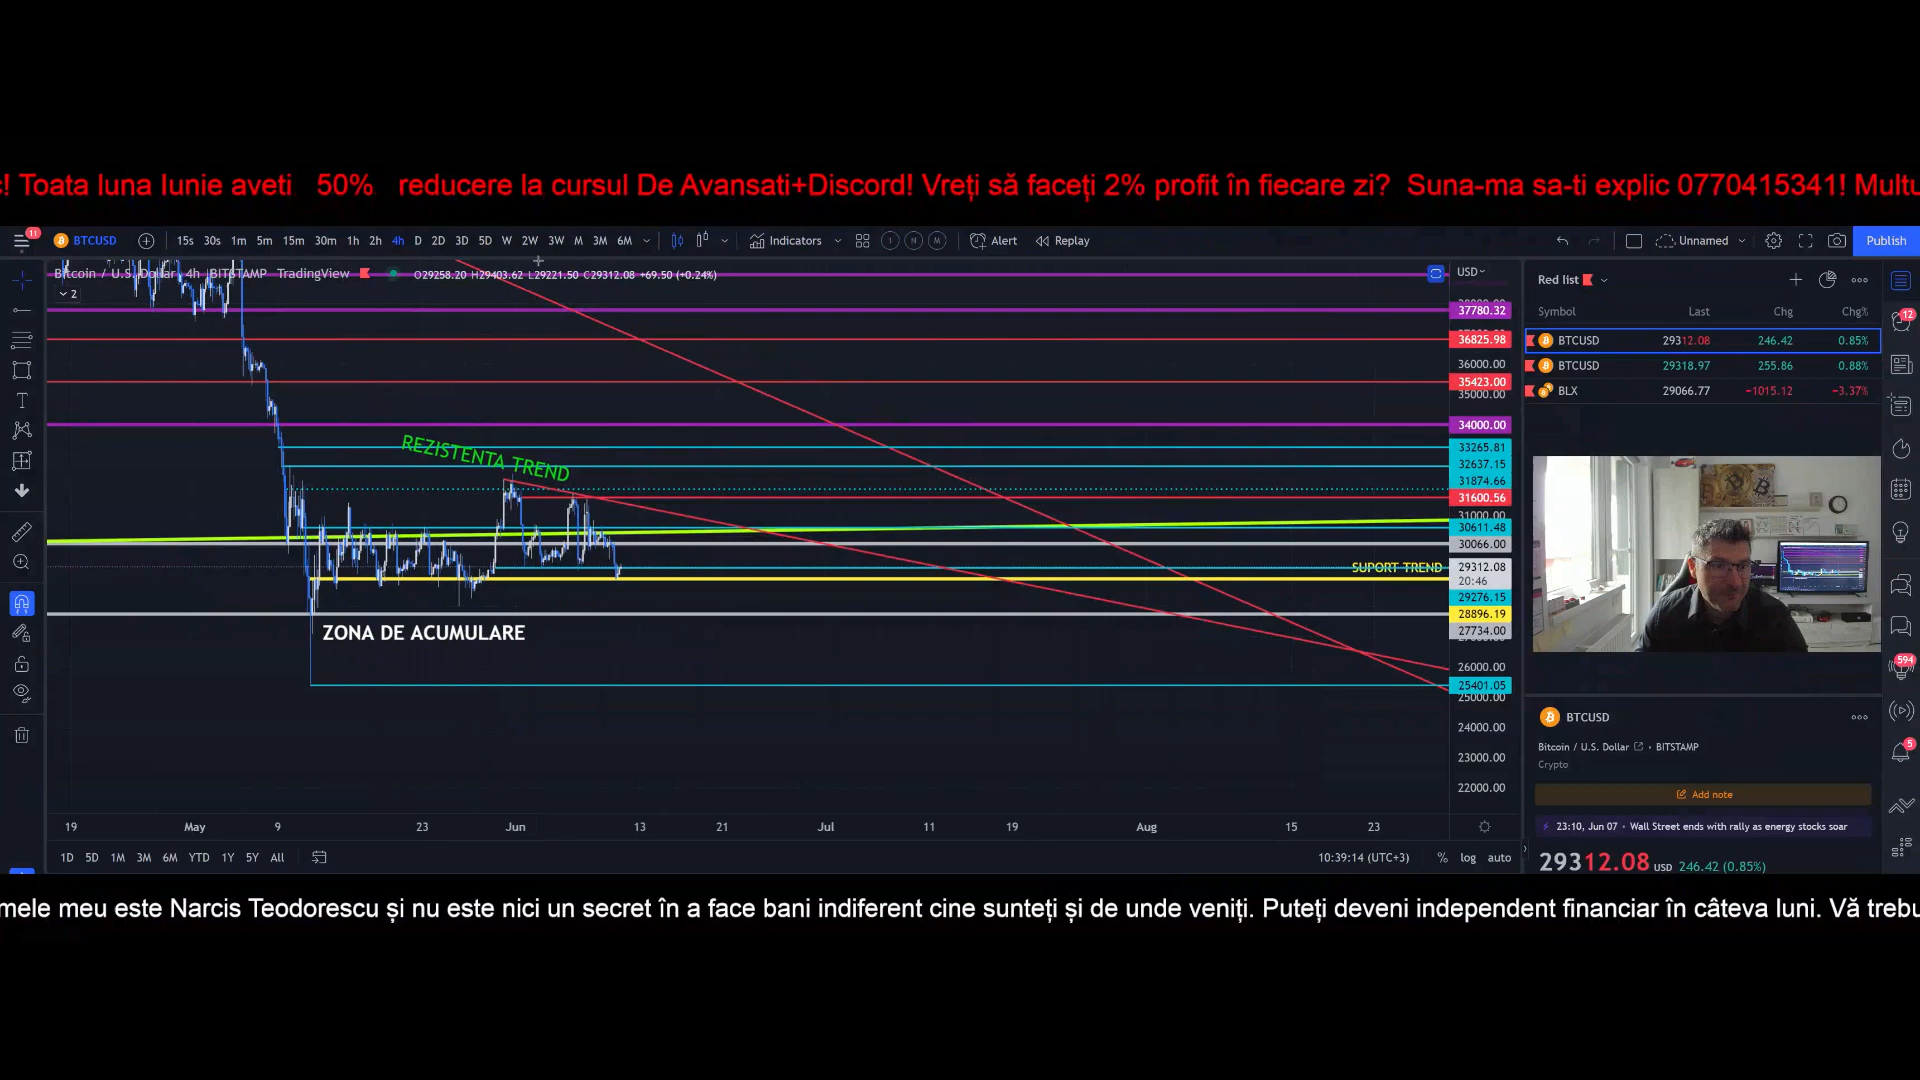 ! Toata luna Iunie aveti 50% reducere la cursul De Avansati+Discord! Vreți să faceți 2% profit în fiecare zi? Suna-ma sa-ti explic 0770415341! Multu
11
BTCUSD 15s 30s 1m 5m 15m 30m 1h 2h 4h D 2D 3D 5D W 2W 3W M 3M 6M Indicators I N M Alert Replay Unnamed Publish
Bitcoin / U.S. Dollar 4h BITSTAMP TradingView O29258.20 H29403.62 L29221.50 C29312.08 +69.50 (+0.24%)
2
USD
37780.32
36825.98
36000.00
35423.00
35000.00
34000.00
33265.81
32637.15
31874.66
31600.56
31000.00
30611.48
30066.00
29312.08
20:46
29276.15
28896.19
27734.00
26000.00
25401.05
25000.00
24000.00
23000.00
22000.00
REZISTENTA TREND
SUPORT TREND
ZONA DE ACUMULARE
19 May 9 23 Jun 13 21 Jul 11 19 Aug 15 23
1D 5D 1M 3M 6M YTD 1Y 5Y All
10:39:14 (UTC+3) % log auto
Red list
Symbol Last Chg Chg%
BTCUSD 29312.08 246.42 0.85%
BTCUSD 29318.97 255.86 0.88%
BLX 29066.77 −1015.12 −3.37%
BTCUSD
Bitcoin / U.S. Dollar • BITSTAMP
Crypto
Add note
23:10, Jun 07 • Wall Street ends with rally as energy stocks soar
29312.08 USD 246.42 (0.85%)
12
594
5
mele meu este Narcis Teodorescu și nu este nici un secret în a face bani indiferent cine sunteți și de unde veniți. Puteți deveni independent financiar în câteva luni. Vă trebu